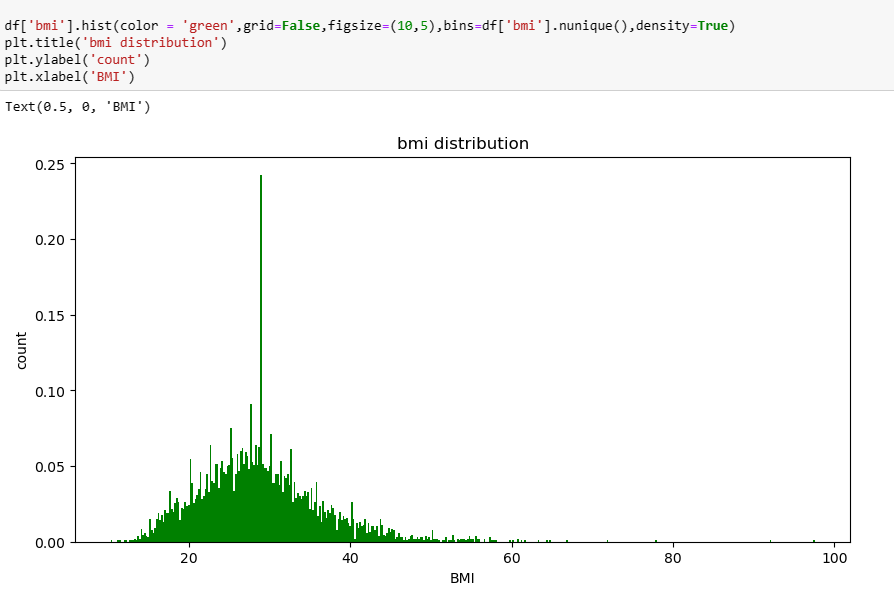 df['bmi'].hist(color = 'green',grid=False,figsize=(10,5),bins=df['bmi'].nunique(),density=True)
plt.title('bmi distribution')
plt.ylabel('count')
plt.xlabel('BMI')
Text(0.5, 0, 'BMI')
bmi distribution
0.25
0.20
0.15
0.10
0.05
0.00
count
20 40 60 80 100
BMI